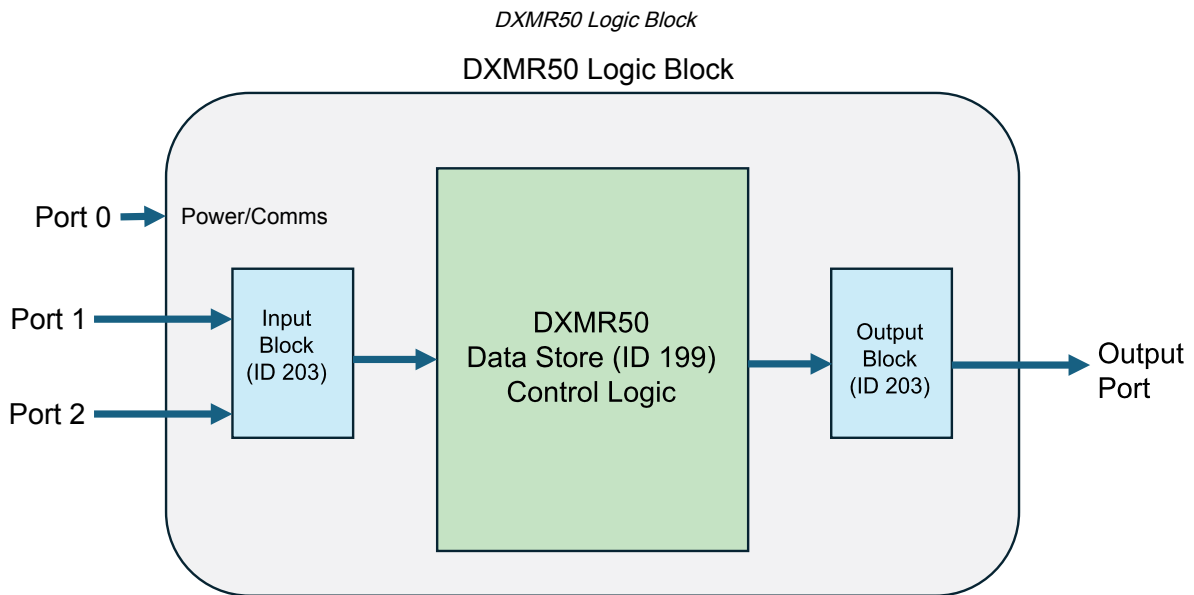 DXMR50 Logic Block
DXMR50 Logic Block
Port 0
Power/Comms
Port 1
Port 2
Input
Block
(ID 203)
DXMR50
Data Store (ID 199)
Control Logic
Output
Block
(ID 203)
Output
Port